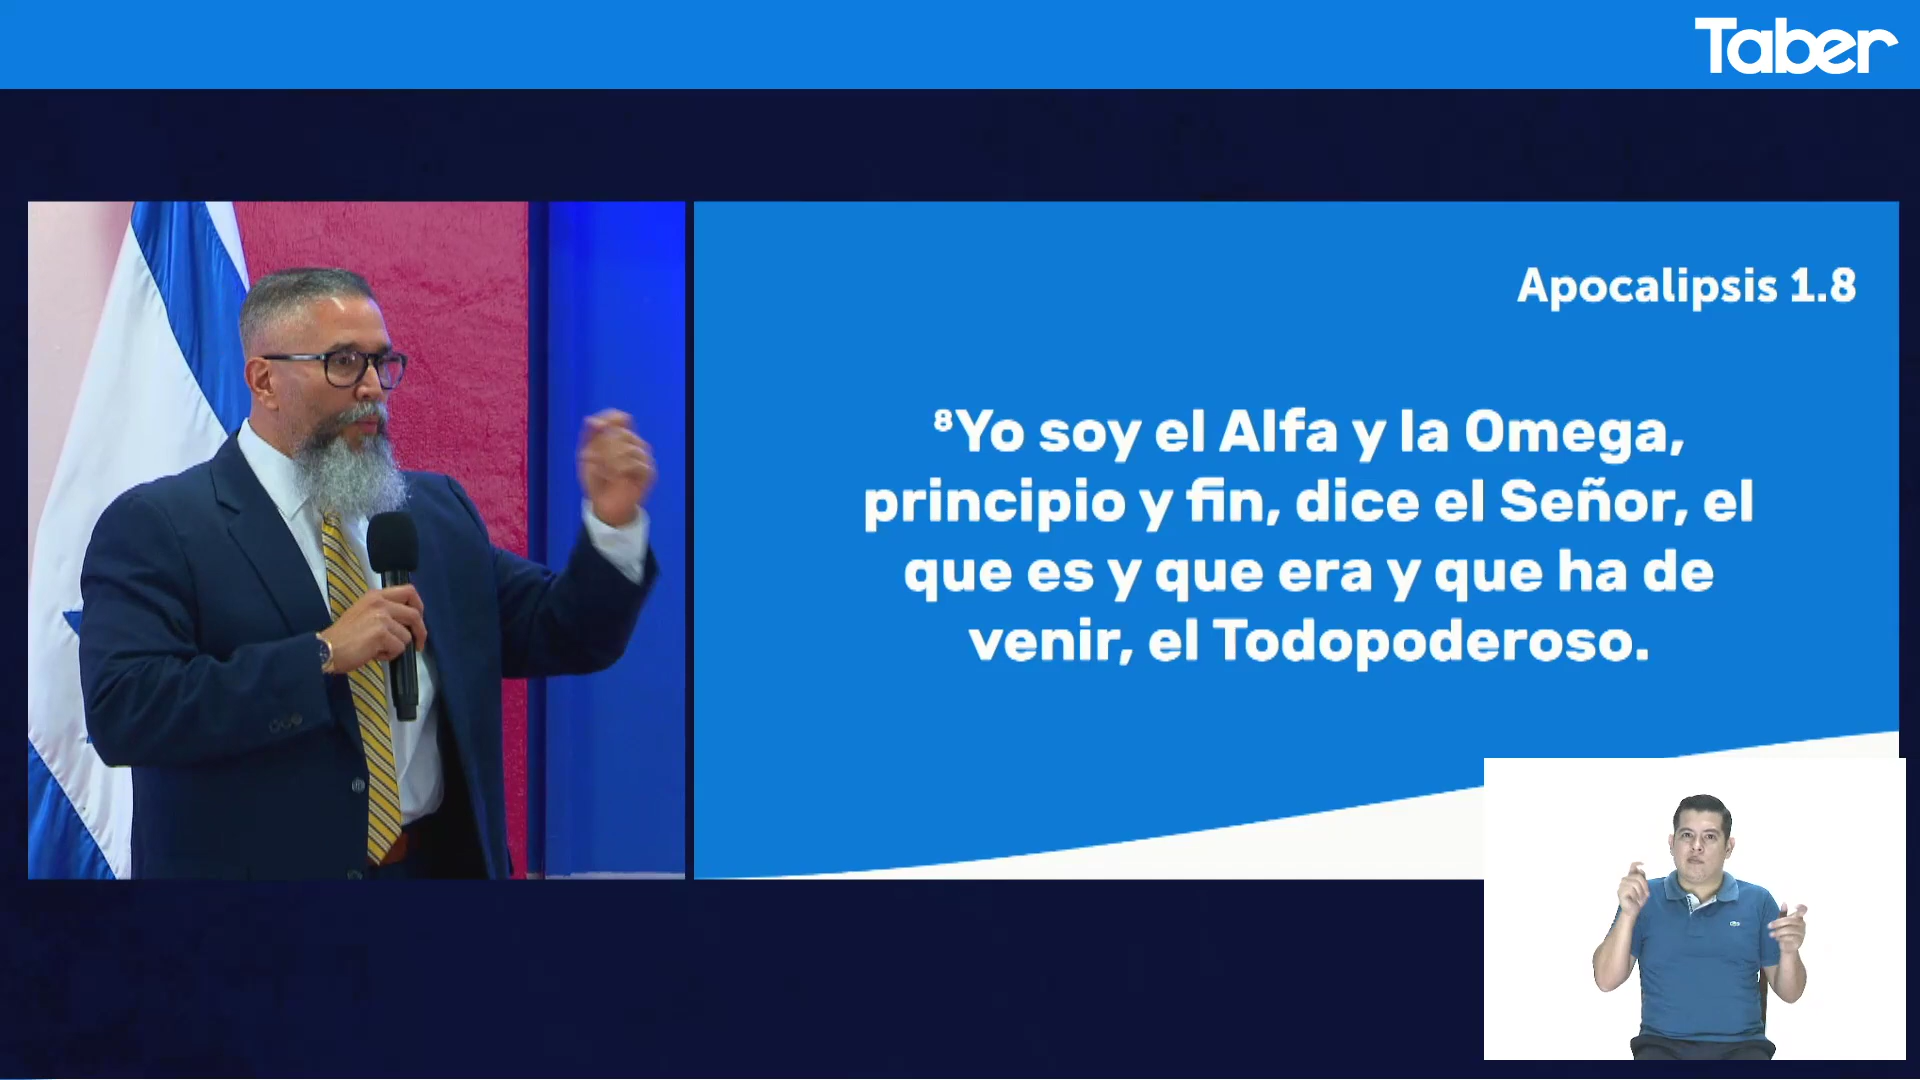 Taber
Apocalipsis 1.8
⁸Yo soy el Alfa y la Omega,
principio y fin, dice el Señor, el
que es y que era y que ha de
venir, el Todopoderoso.